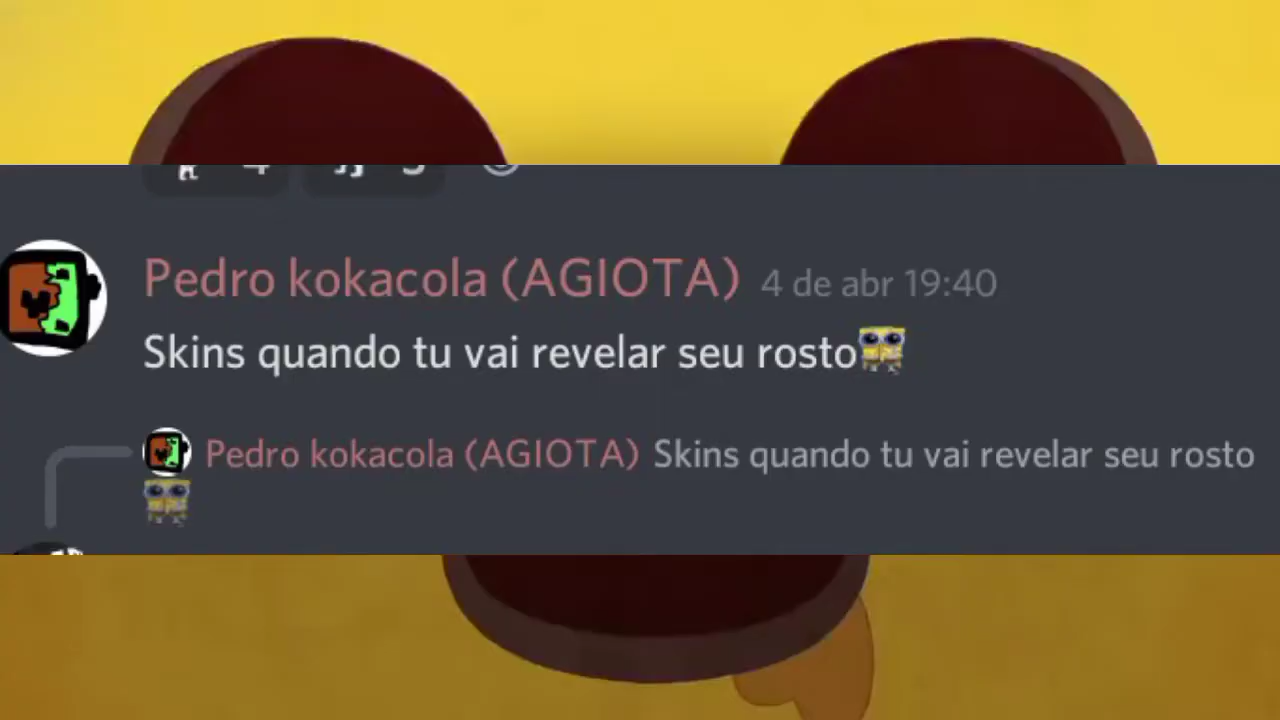 Pedro kokacola (AGIOTA) 4 de abr 19:40
Skins quando tu vai revelar seu rosto
Pedro kokacola (AGIOTA) Skins quando tu vai revelar seu rosto